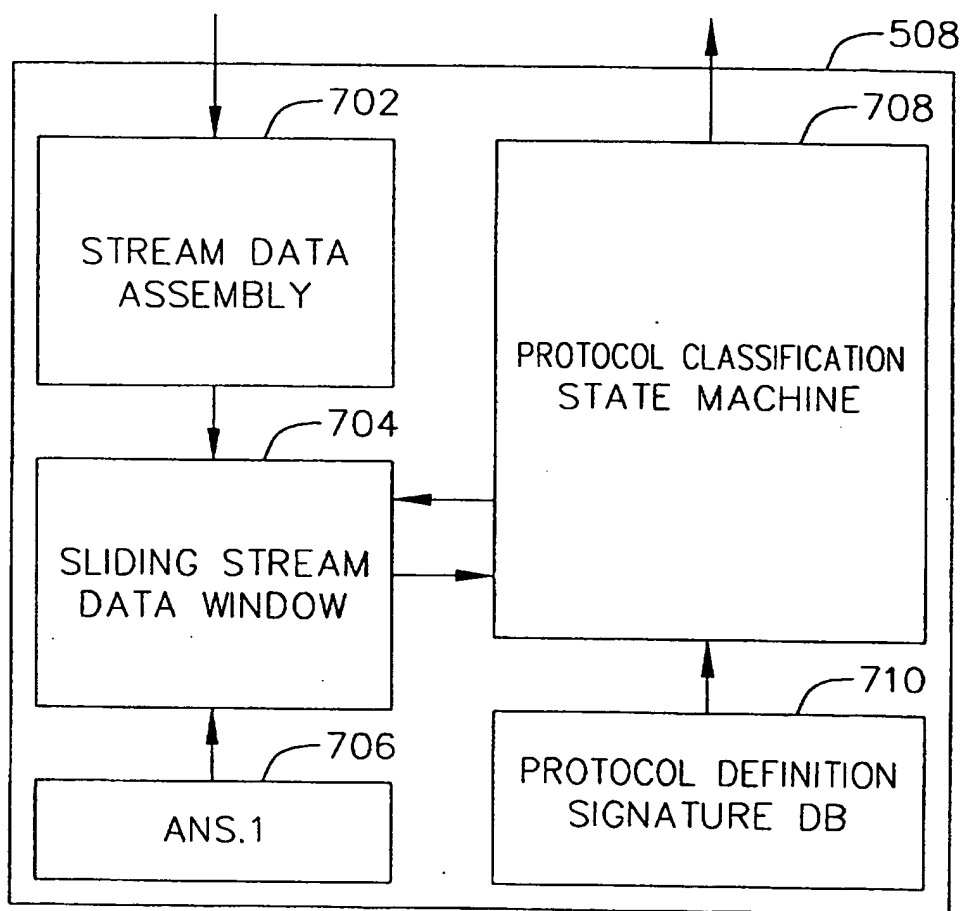 508
702
STREAM DATA
ASSEMBLY
704
SLIDING STREAM
DATA WINDOW
706
ANS.1
708
PROTOCOL CLASSIFICATION
STATE MACHINE
710
PROTOCOL DEFINITION
SIGNATURE DB